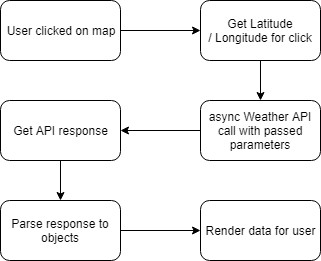 User clicked on map
Get Latitude
/ Longitude for click
async Weather API
call with passed
parameters
Get API response
Parse response to
objects
Render data for user